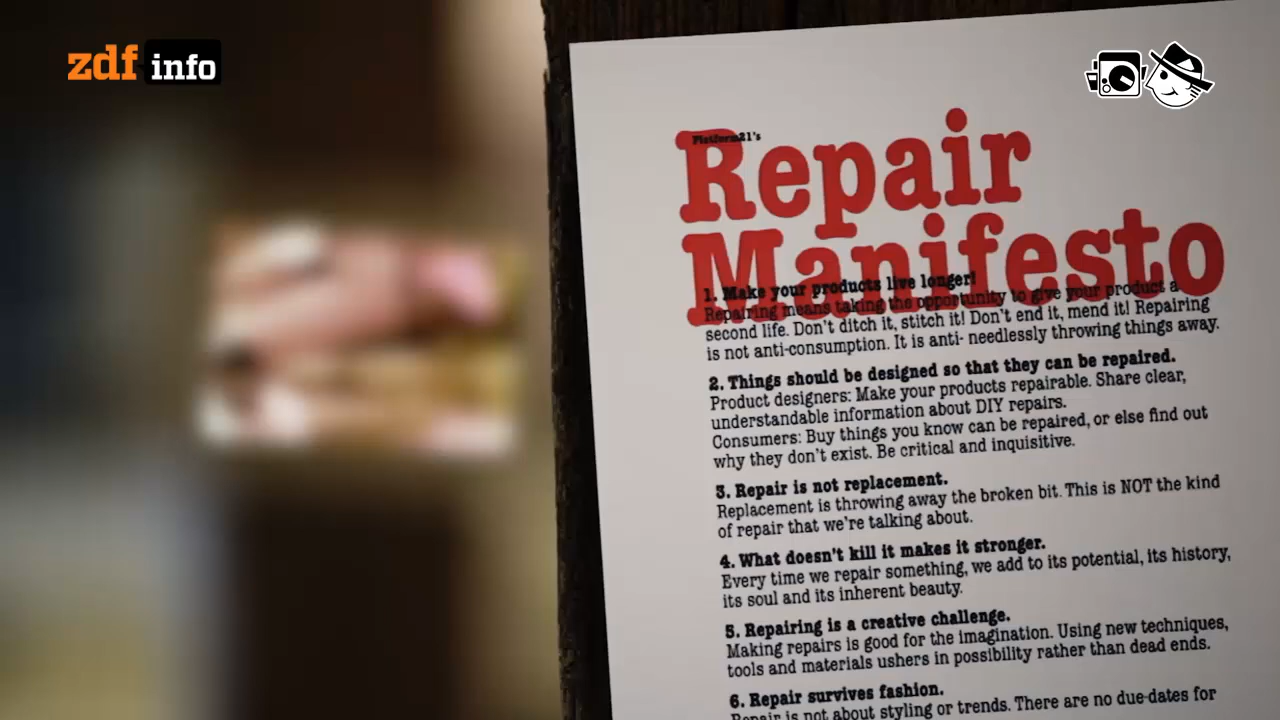 zdf info
Platform21's
Repair
Manifesto
1. Make your products live longer!
Repairing means taking the opportunity to give your product a
second life. Don't ditch it, stitch it! Don't end it, mend it! Repairing
is not anti-consumption. It is anti- needlessly throwing things away.
2. Things should be designed so that they can be repaired.
Product designers: Make your products repairable. Share clear,
understandable information about DIY repairs.
Consumers: Buy things you know can be repaired, or else find out
why they don't exist. Be critical and inquisitive.
3. Repair is not replacement.
Replacement is throwing away the broken bit. This is NOT the kind
of repair that we're talking about.
4. What doesn't kill it makes it stronger.
Every time we repair something, we add to its potential, its history,
its soul and its inherent beauty.
5. Repairing is a creative challenge.
Making repairs is good for the imagination. Using new techniques,
tools and materials ushers in possibility rather than dead ends.
6. Repair survives fashion.
Repair is not about styling or trends. There are no due-dates for